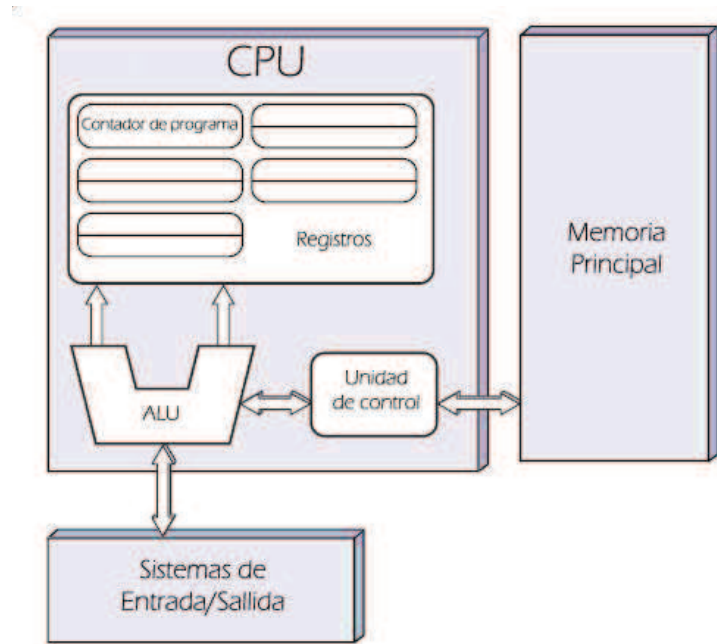 CPU
Contador de programa
Registros
ALU
Unidad
de control
Memoria
Principal
Sistemas de
Entrada/Sallida